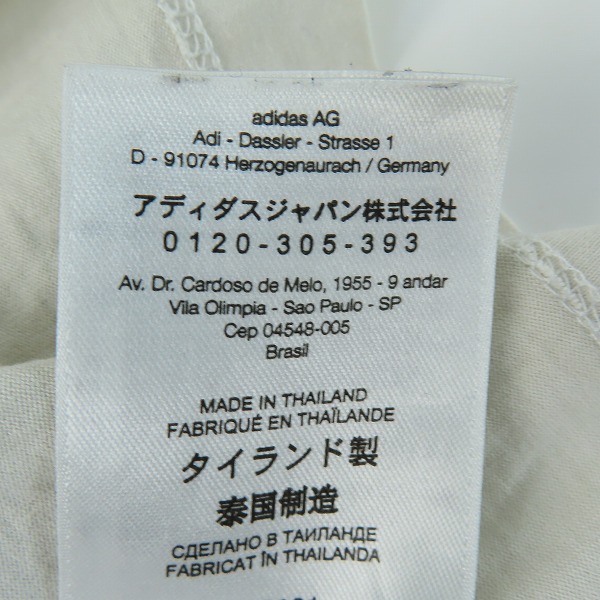 adidas AG
Adi - Dassler - Strasse 1
D - 91074 Herzogenaurach / Germany
アディダスジャパン株式会社
0120-305-393
Av. Dr. Cardoso de Melo, 1955 - 9 andar
Vila Olimpia - Sao Paulo - SP
Cep 04548-005
Brasil
MADE IN THAILAND
FABRIQUÉ EN THAÏLANDE
タイランド製
泰国制造
СДЕЛАНО В ТАИЛАНДЕ
FABRICAT ÎN THAILANDA